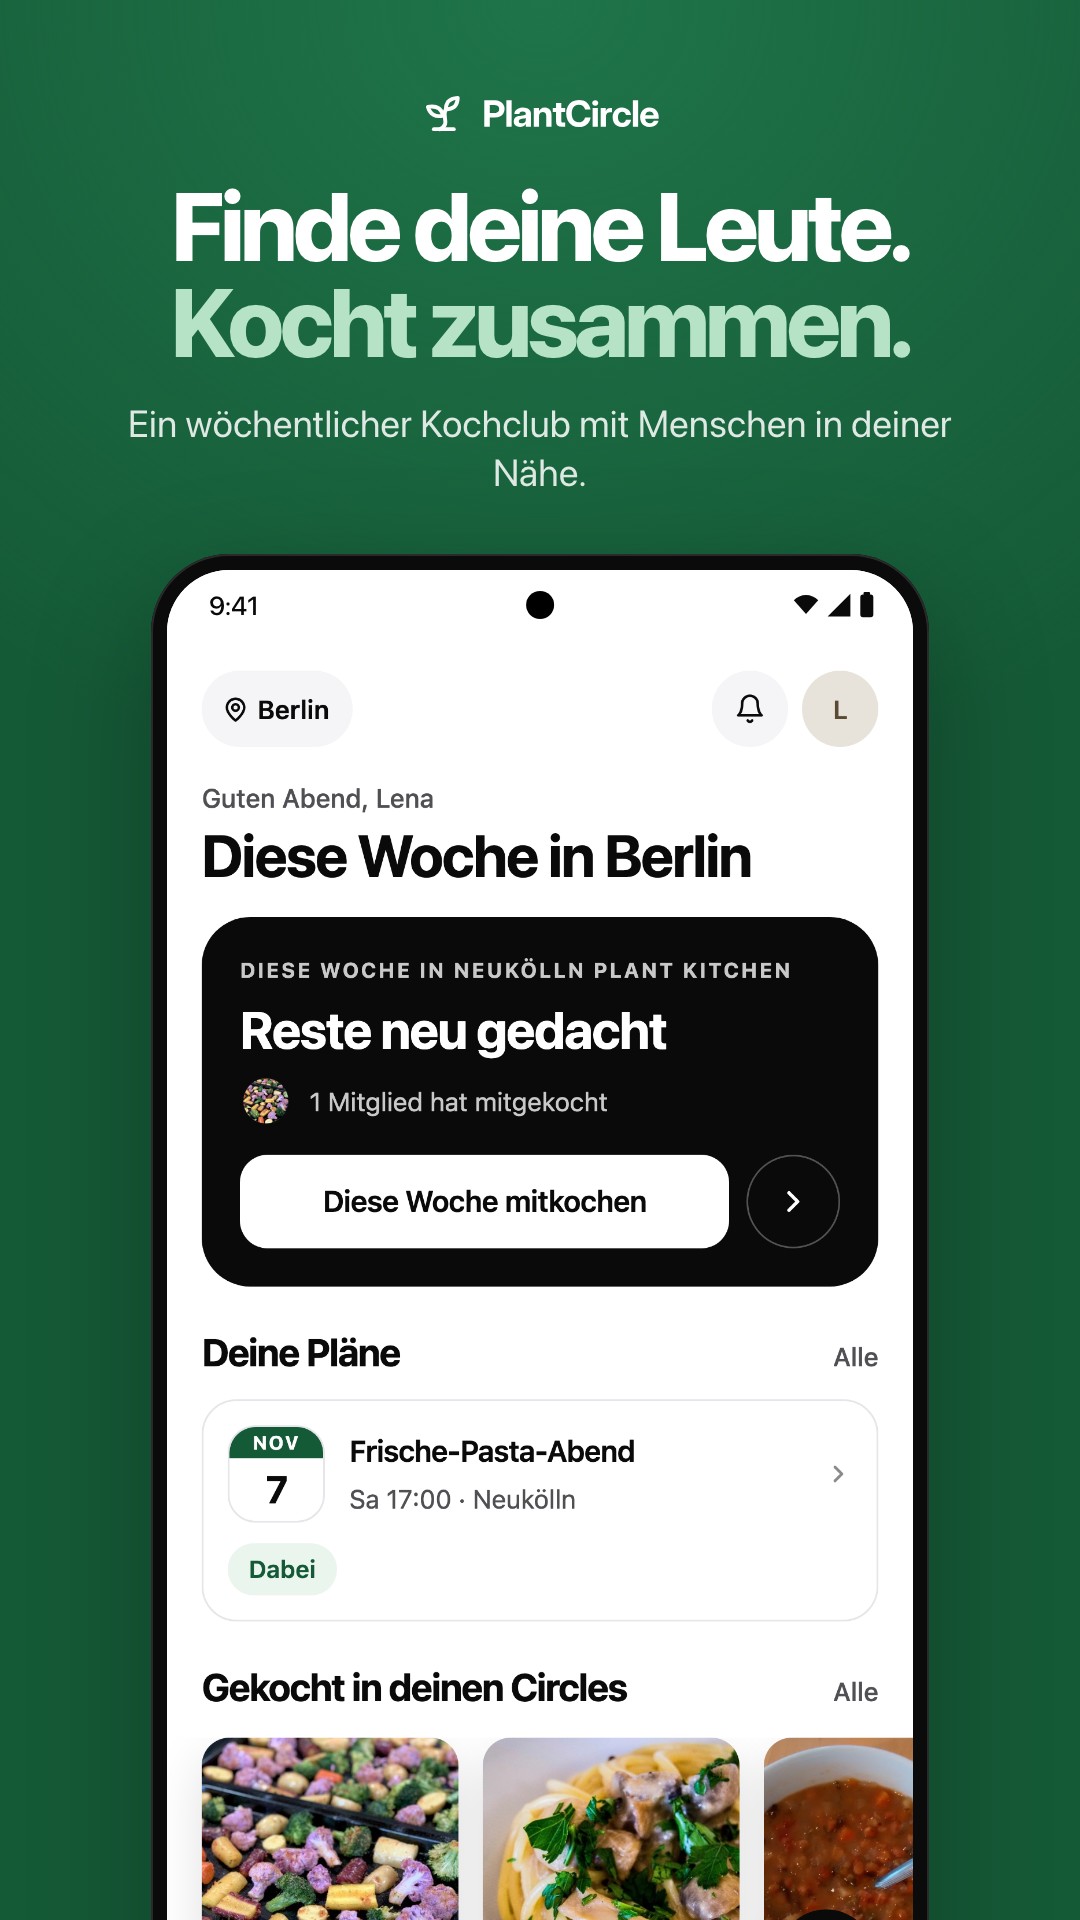 PlantCircle
Finde deine Leute.
Kocht zusammen.
Ein wöchentlicher Kochclub mit Menschen in deiner
Nähe.
9:41
Berlin
L
Guten Abend, Lena
Diese Woche in Berlin
DIESE WOCHE IN NEUKÖLLN PLANT KITCHEN
Reste neu gedacht
1 Mitglied hat mitgekocht
Diese Woche mitkochen
Deine Pläne
Alle
NOV
7
Frische-Pasta-Abend
Sa 17:00 · Neukölln
Dabei
Gekocht in deinen Circles
Alle